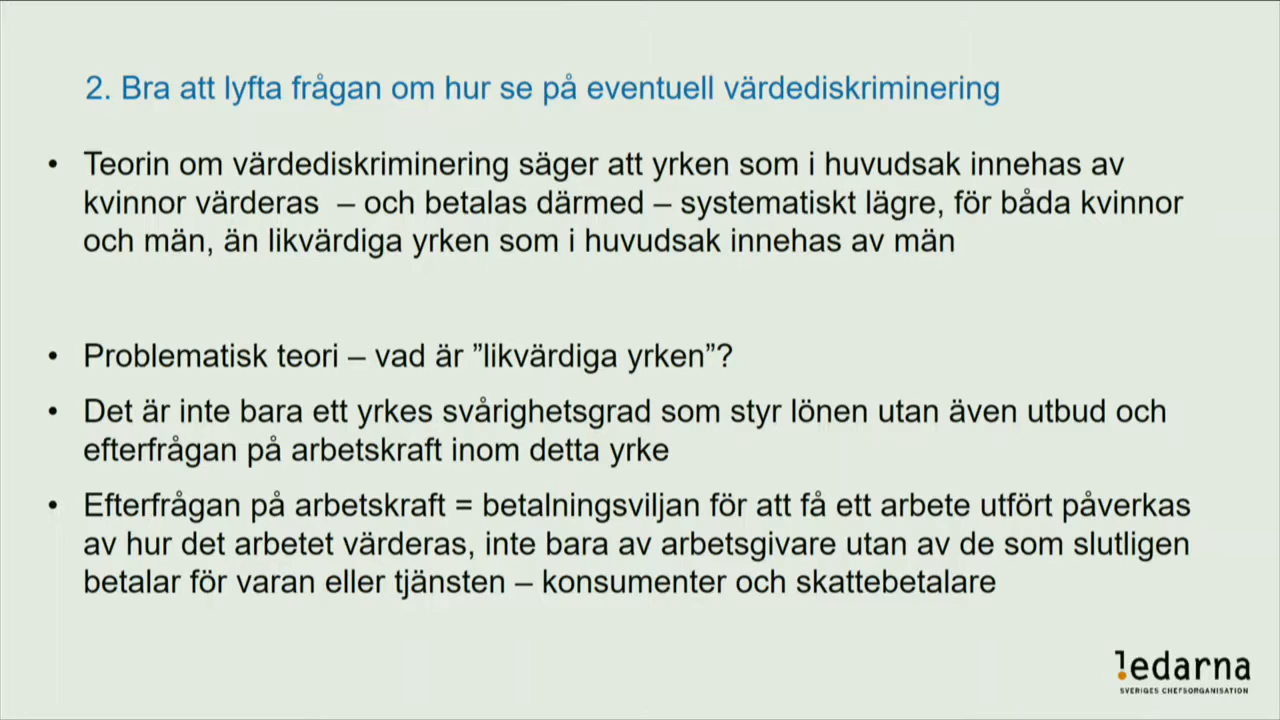 2. Bra att lyfta frågan om hur se på eventuell värdediskriminering
• Teorin om värdediskriminering säger att yrken som i huvudsak innehas av
kvinnor värderas – och betalas därmed – systematiskt lägre, för båda kvinnor
och män, än likvärdiga yrken som i huvudsak innehas av män
• Problematisk teori – vad är ”likvärdiga yrken”?
• Det är inte bara ett yrkes svårighetsgrad som styr lönen utan även utbud och
efterfrågan på arbetskraft inom detta yrke
• Efterfrågan på arbetskraft = betalningsviljan för att få ett arbete utfört påverkas
av hur det arbetet värderas, inte bara av arbetsgivare utan av de som slutligen
betalar för varan eller tjänsten – konsumenter och skattebetalare
ledarna
SVERIGES CHEFSORGANISATION